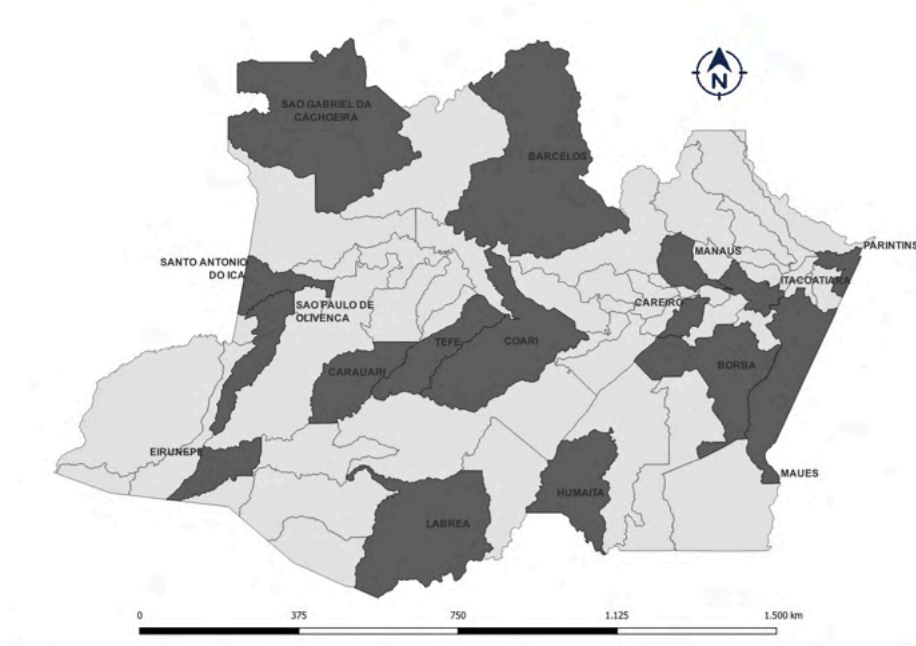 SAO GABRIEL DA
CACHOEIRA
N
BARCELOS
MANAUS
PARINTINS
SANTO ANTONIO
DO ICA
ITACOATIARA
SAO PAULO DE
OLIVENCA
CAREIRO
TEFE
COARI
CARAUARI
BORBA
EIRUNEPE
MAUES
HUMAITA
LABREA
0 375 750 1.125 1.500 km